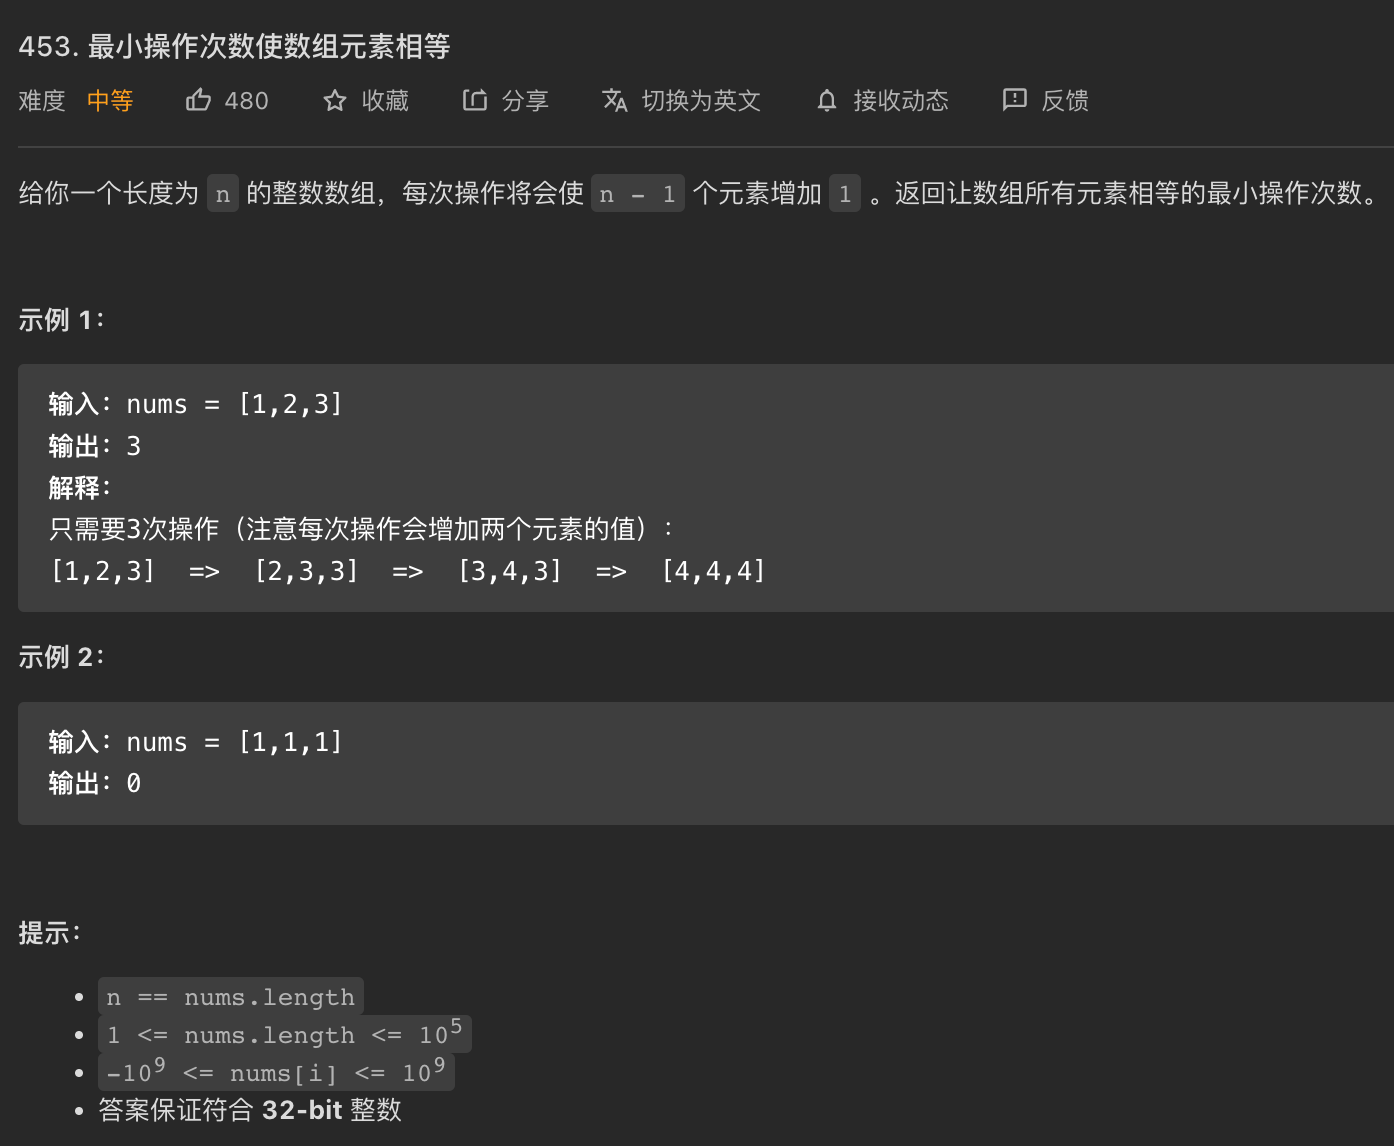 453. 最小操作次数使数组元素相等
难度 中等 480 收藏 分享 切换为英文 接收动态 反馈
给你一个长度为 n 的整数数组，每次操作将会使 n - 1 个元素增加 1 。返回让数组所有元素相等的最小操作次数。
示例 1：
输入：nums = [1,2,3]
输出：3
解释：
只需要3次操作（注意每次操作会增加两个元素的值）：
[1,2,3]  =>  [2,3,3]  =>  [3,4,3]  =>  [4,4,4]
示例 2：
输入：nums = [1,1,1]
输出：0
提示：
• n == nums.length
• 1 <= nums.length <= 10⁵
• -10⁹ <= nums[i] <= 10⁹
• 答案保证符合 32-bit 整数